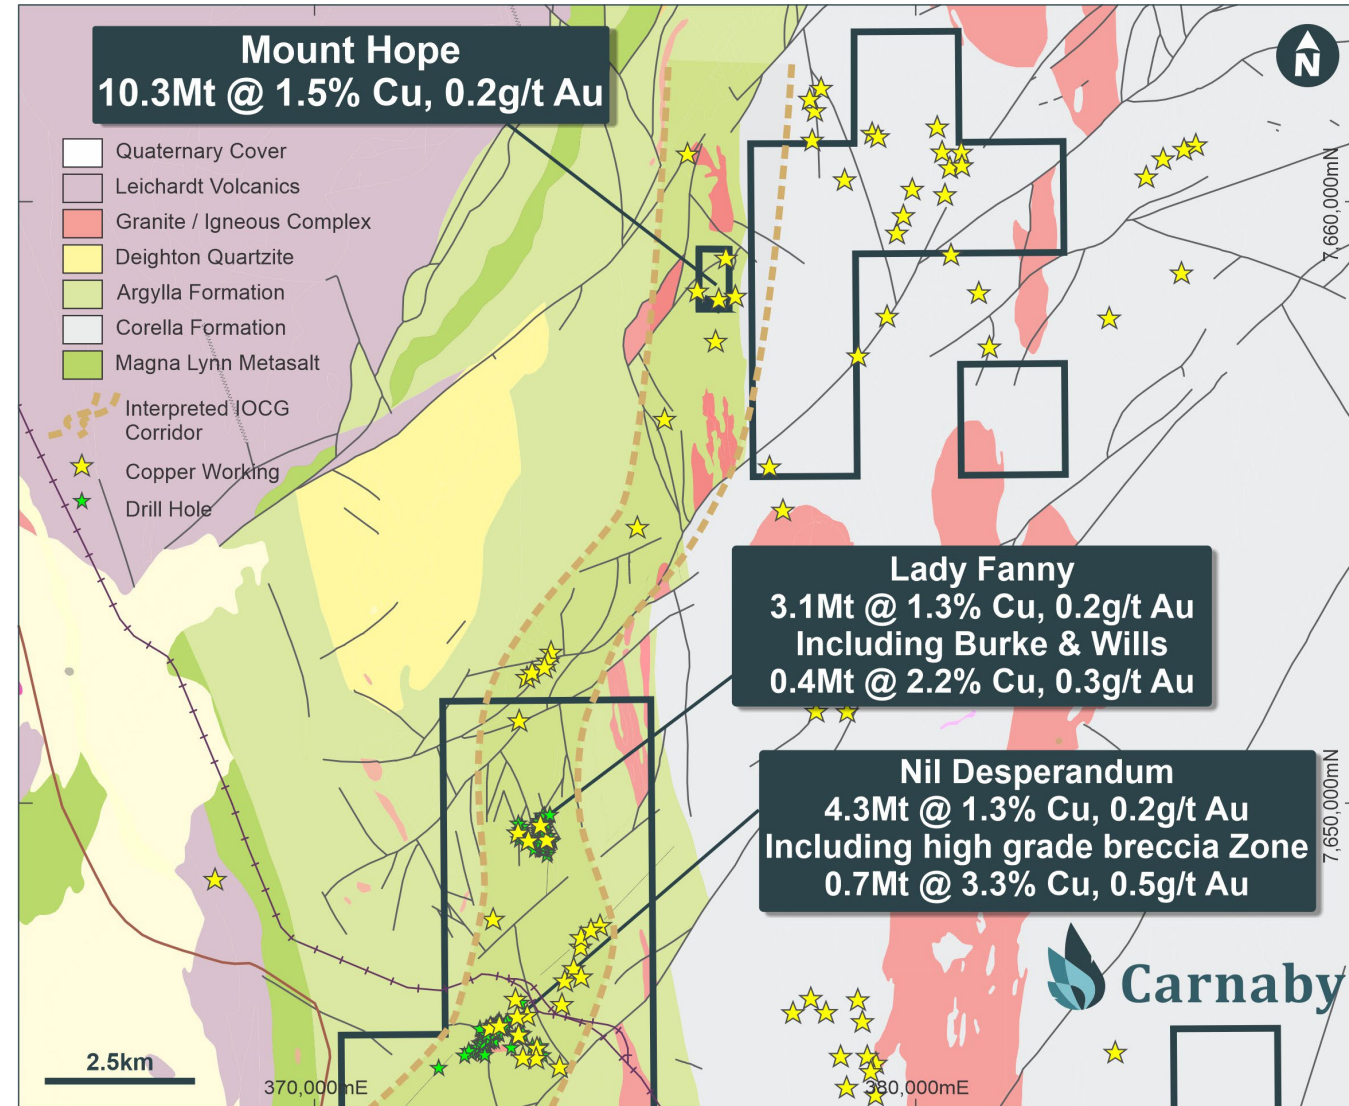 Mount Hope
10.3Mt @ 1.5% Cu, 0.2g/t Au
N
Quaternary Cover
Leichardt Volcanics
Granite / Igneous Complex
Deighton Quartzite
Argylla Formation
Corella Formation
Magna Lynn Metasalt
Interpreted IOCG
Corridor
Copper Working
Drill Hole
7,660,000mN
Lady Fanny
3.1Mt @ 1.3% Cu, 0.2g/t Au
Including Burke & Wills
0.4Mt @ 2.2% Cu, 0.3g/t Au
Nil Desperandum
4.3Mt @ 1.3% Cu, 0.2g/t Au
Including high grade breccia Zone
0.7Mt @ 3.3% Cu, 0.5g/t Au
7,650,000mN
Carnaby
2.5km
370,000mE
380,000mE